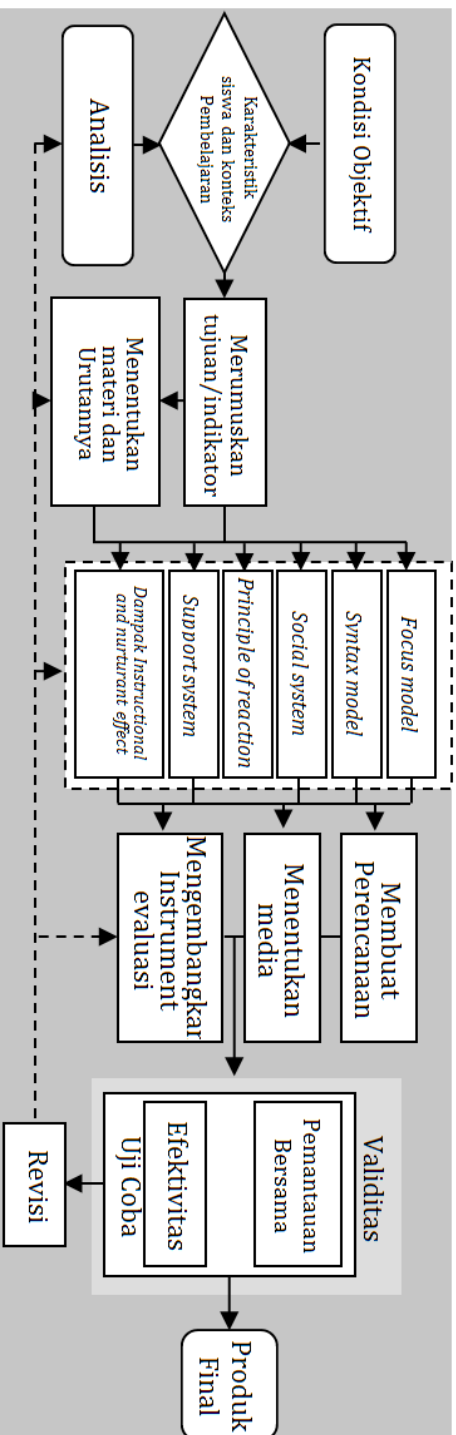 Kondisi Objektif
Karakteristik
siswa dan konteks
Pembelajaran
Analisis
Merumuskan
tujuan/indikator
Menentukan
materi dan
Urutannya
Focus model
Syntax model
Social system
Principle of reaction
Support system
Dampak Instructional
and nurturant effect
Membuat
Perencanaan
Menentukan
media
Mengembangkar
Instrument
evaluasi
Validitas
Pemantauan
Bersama
Efektivitas
Uji Coba
Revisi
Produk
Final